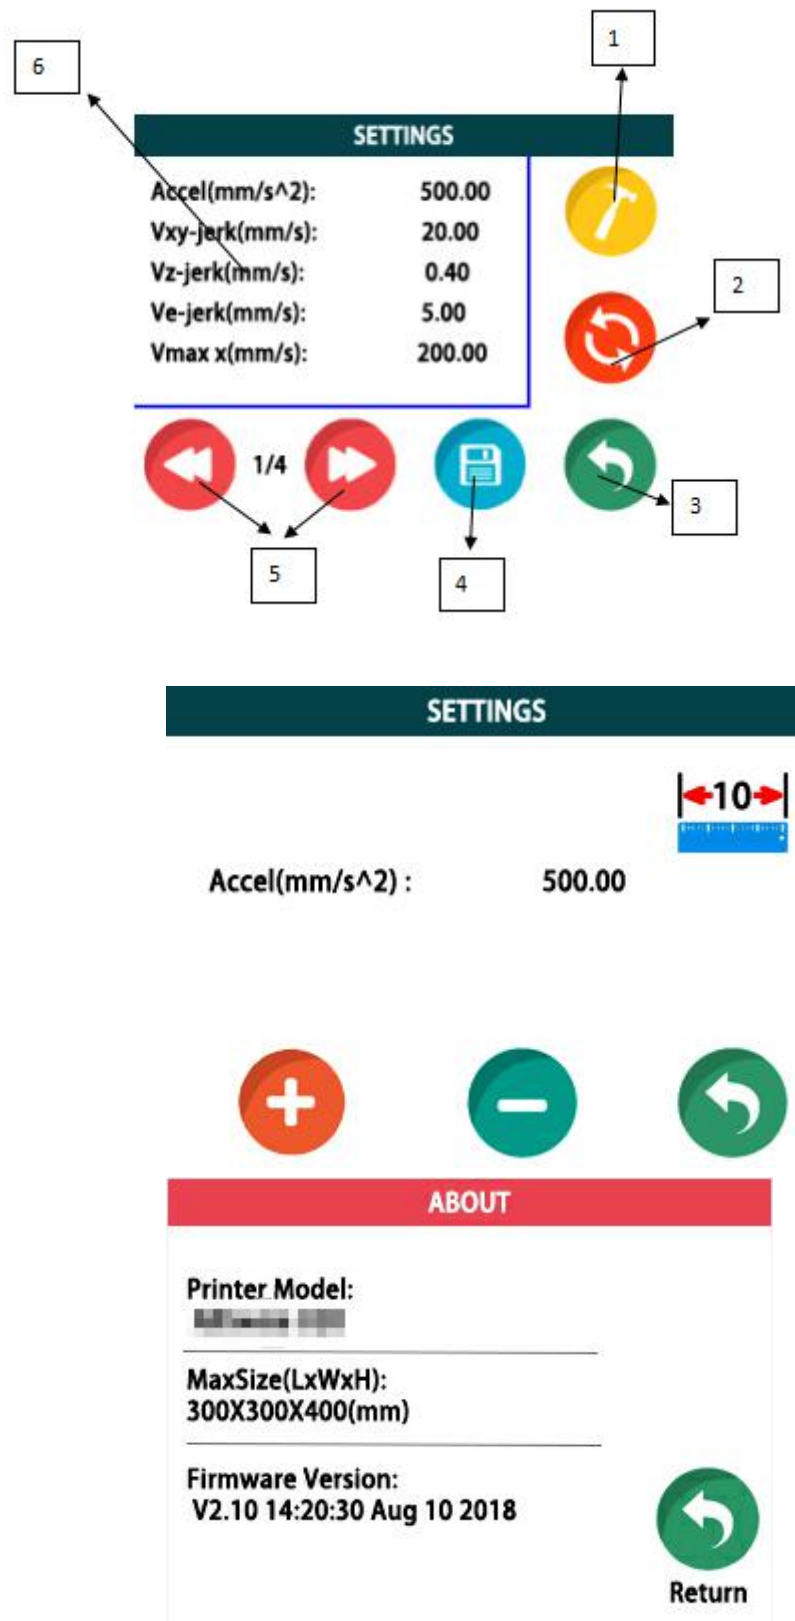 1
6
SETTINGS
Accel(mm/s^2): 500.00
Vxy-jerk(mm/s): 20.00
2
Vz-jerk(mm/s): 0.40
Ve-jerk(mm/s): 5.00
Vmax x(mm/s): 200.00
1/4
3
5
4
SETTINGS
10
Accel(mm/s^2) : 500.00
ABOUT
Printer Model:
MaxSize(LxWxH):
300X300X400(mm)
Firmware Version:
V2.10 14:20:30 Aug 10 2018
Return